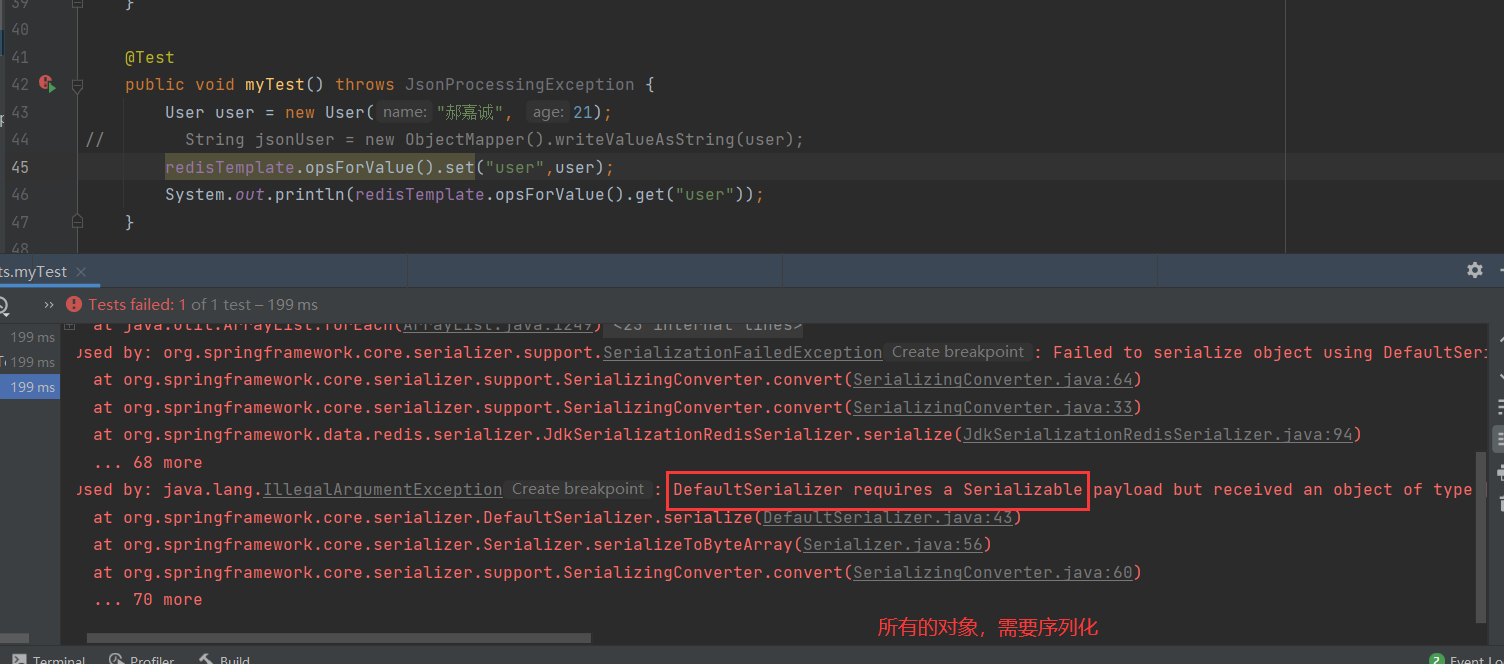 39 }
40
41 @Test
42 public void myTest() throws JsonProcessingException {
43 User user = new User( name: "郝嘉诚", age: 21);
44 // String jsonUser = new ObjectMapper().writeValueAsString(user);
45 redisTemplate.opsForValue().set("user",user);
46 System.out.println(redisTemplate.opsForValue().get("user"));
47 }
48
ts.myTest ×
» Tests failed: 1 of 1 test – 199 ms
at java.util.ArrayList.forEach(ArrayList.java:1249) <23 internal lines>
199 ms
used by: org.springframework.core.serializer.support.SerializationFailedException Create breakpoint : Failed to serialize object using DefaultSeri
199 ms
at org.springframework.core.serializer.support.SerializingConverter.convert(SerializingConverter.java:64)
199 ms
at org.springframework.core.serializer.support.SerializingConverter.convert(SerializingConverter.java:33)
at org.springframework.data.redis.serializer.JdkSerializationRedisSerializer.serialize(JdkSerializationRedisSerializer.java:94)
... 68 more
used by: java.lang.IllegalArgumentException Create breakpoint : DefaultSerializer requires a Serializable payload but received an object of type
at org.springframework.core.serializer.DefaultSerializer.serialize(DefaultSerializer.java:43)
at org.springframework.core.serializer.Serializer.serializeToByteArray(Serializer.java:56)
at org.springframework.core.serializer.support.SerializingConverter.convert(SerializingConverter.java:60)
... 70 more
所有的对象，需要序列化
Terminal Profiler Build 2 Event Lo